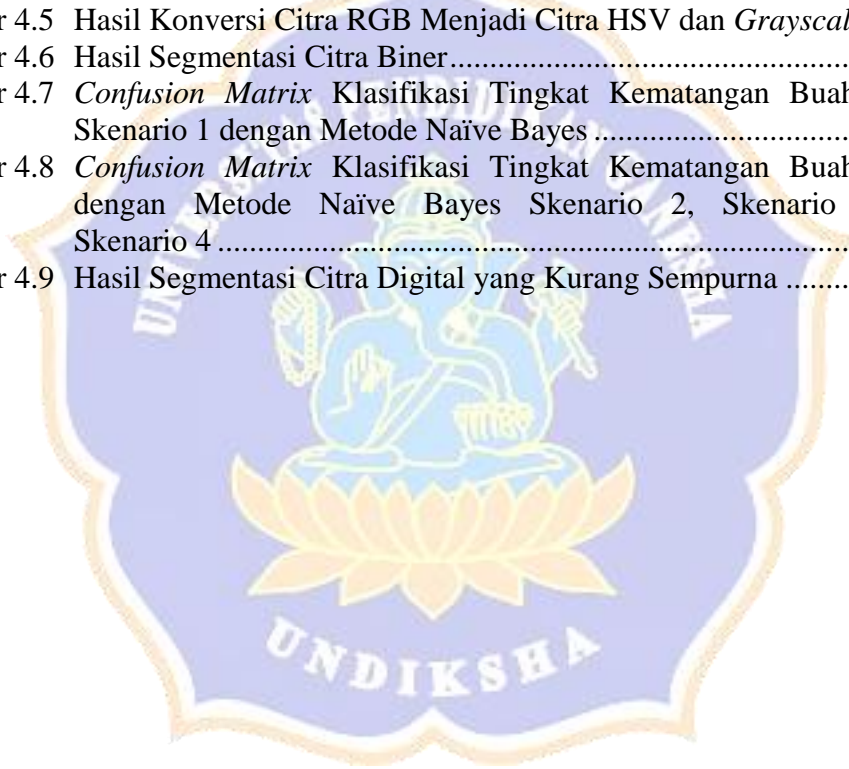 r 4.5 Hasil Konversi Citra RGB Menjadi Citra HSV dan Grayscal
r 4.6 Hasil Segmentasi Citra Biner..................................................
r 4.7 Confusion Matrix Klasifikasi Tingkat Kematangan Buah
Skenario 1 dengan Metode Naïve Bayes ................................
r 4.8 Confusion Matrix Klasifikasi Tingkat Kematangan Buah
dengan Metode Naïve Bayes Skenario 2, Skenario
Skenario 4 ................................................................................
r 4.9 Hasil Segmentasi Citra Digital yang Kurang Sempurna ........
UNIVERSITAS PENDIDIKAN GANESHA
UNDIKSHA